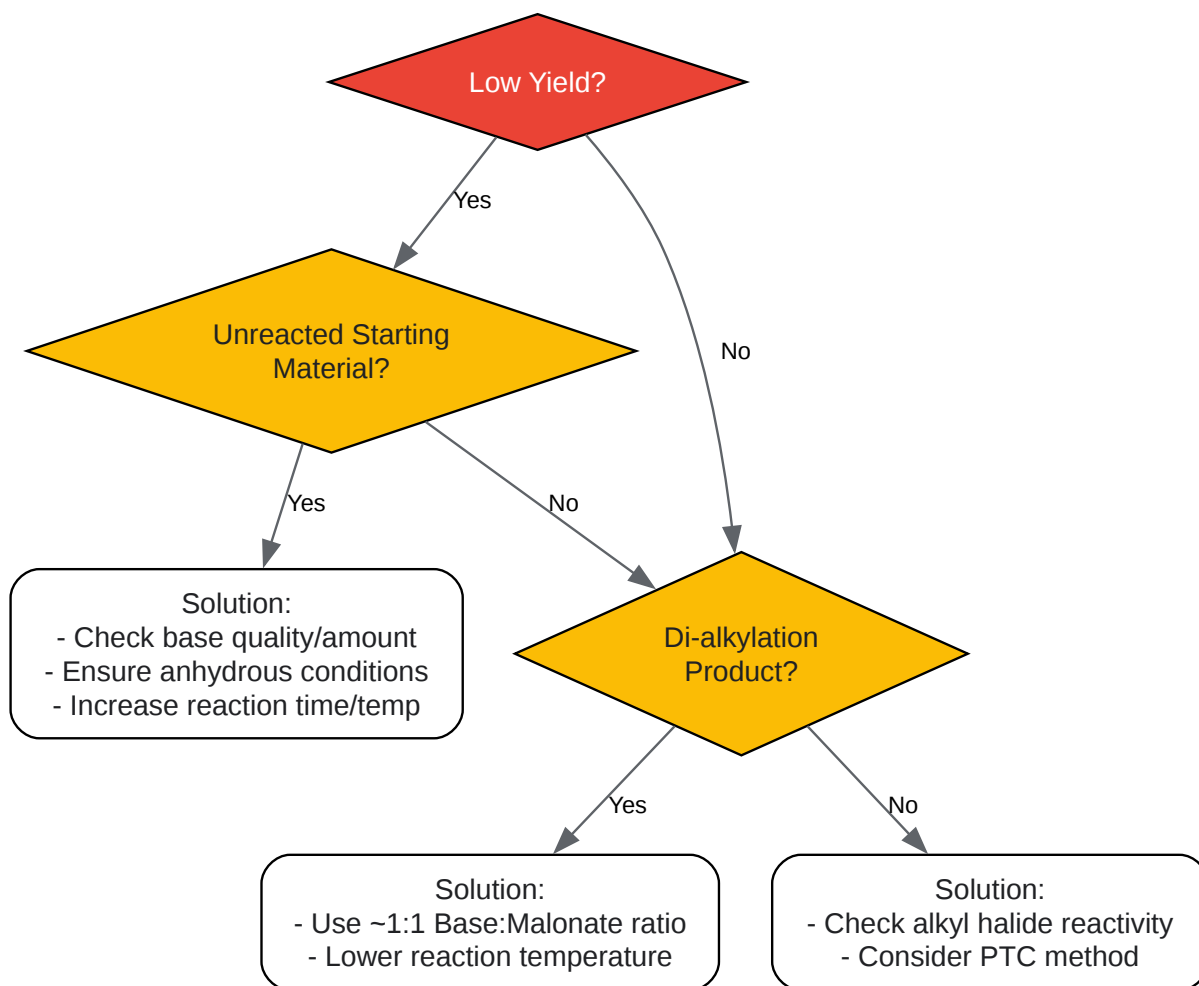 Low Yield?
Yes
Unreacted Starting
Material?
No
Yes
No
Solution:
- Check base quality/amount
- Ensure anhydrous conditions
- Increase reaction time/temp
Di-alkylation
Product?
Yes
No
Solution:
- Use ~1:1 Base:Malonate ratio
- Lower reaction temperature
Solution:
- Check alkyl halide reactivity
- Consider PTC method